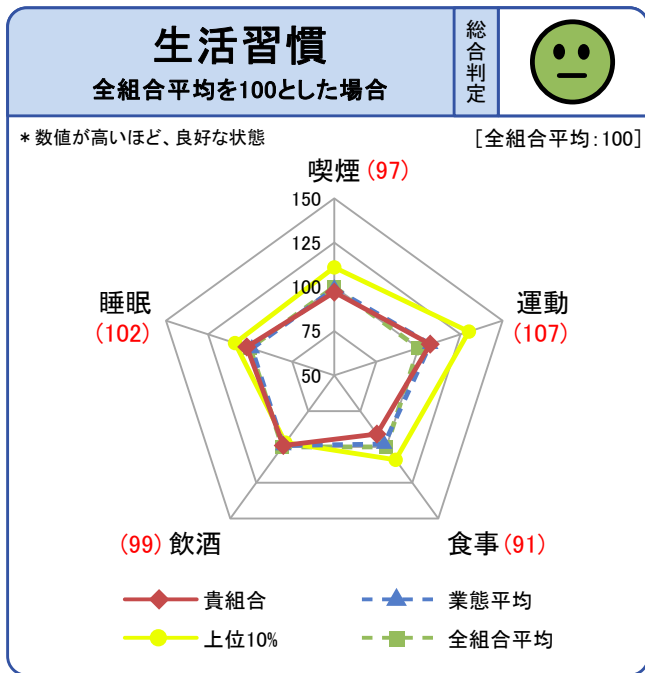 生活習慣
全組合平均を100とした場合
総合判定
*数値が高いほど、良好な状態
[全組合平均:100]
喫煙(97)
150
125
100
75
50
睡眠
(102)
運動
(107)
(99)飲酒
食事(91)
貴組合
業態平均
上位10%
全組合平均